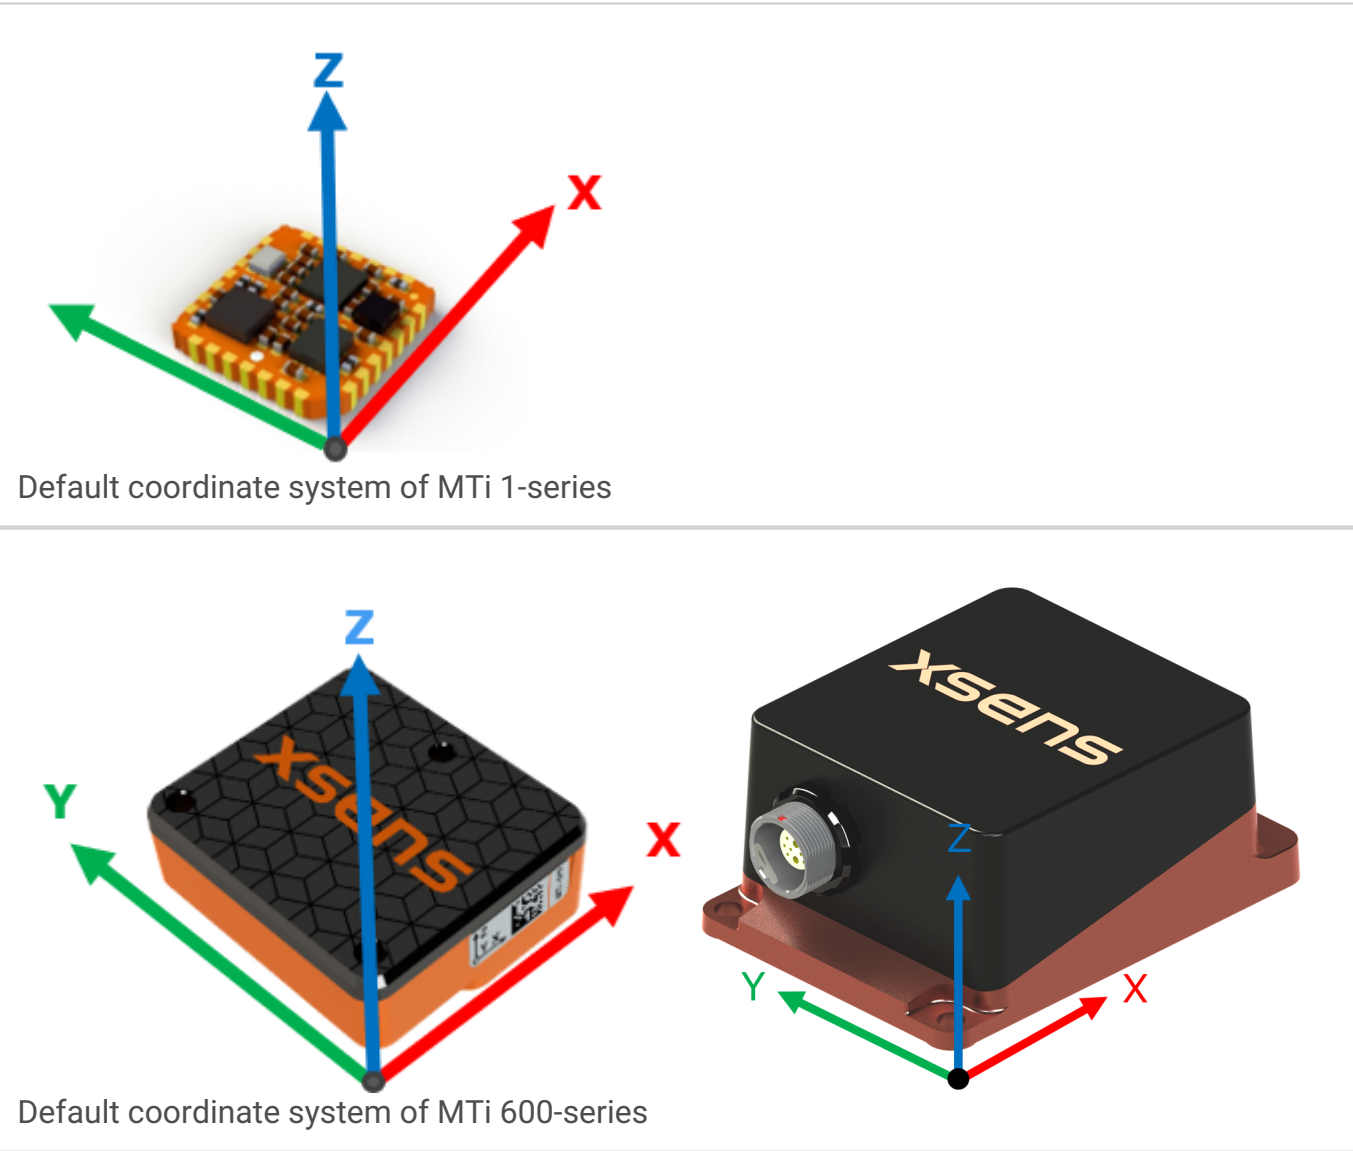 Z
X
Default coordinate system of MTi 1-series
Z
xsens
Y
X
xsens
Z
Y
X
Default coordinate system of MTi 600-series